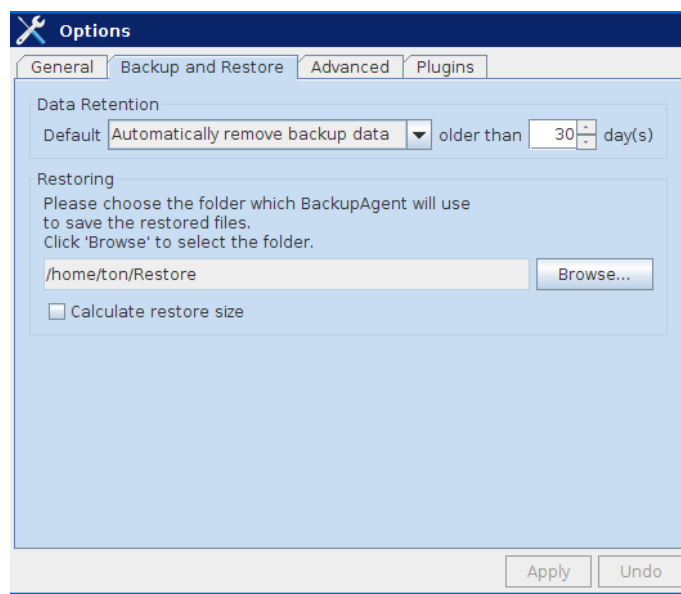 Options
General Backup and Restore Advanced Plugins
Data Retention
Default Automatically remove backup data older than 30 day(s)
Restoring
Please choose the folder which BackupAgent will use
to save the restored files.
Click 'Browse' to select the folder.
/home/ton/Restore Browse...
Calculate restore size
Apply Undo